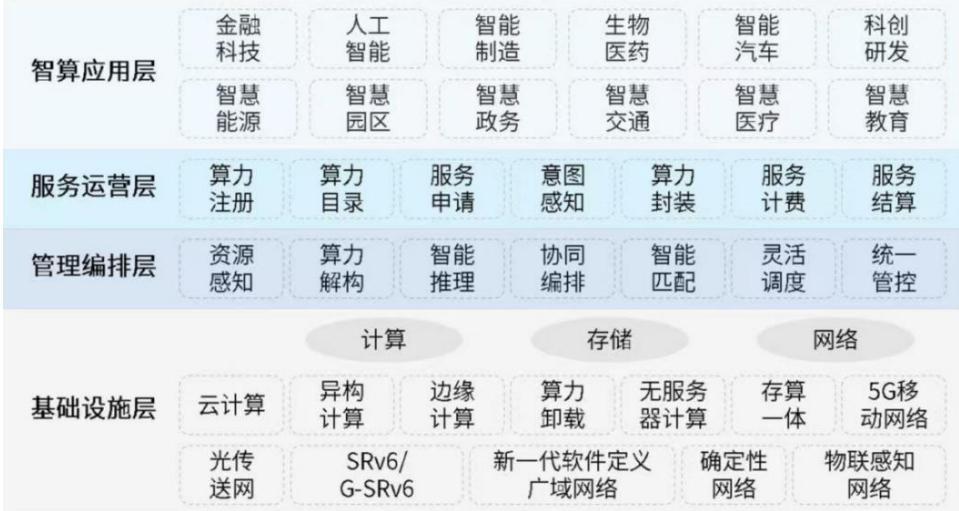 智算应用层
金融 人工 智能 生物 智能 科创
科技 智能 制造 医药 汽车 研发
智慧 智慧 智慧 智慧 智慧 智慧
能源 园区 政务 交通 医疗 教育
服务运营层
算力 算力 服务 意图 算力 服务 服务
注册 目录 申请 感知 封装 计费 结算
管理编排层
资源 算力 智能 协同 智能 灵活 统一
感知 解构 推理 编排 匹配 调度 管控
基础设施层
计算 存储 网络
云计算 异构 边缘 算力 无服务 存算 5G移
计算 计算 卸载 器计算 一体 动网络
光传 SRv6/ 新一代软件定义 确定性 物联感知
送网 G-SRv6 广域网络 网络 网络